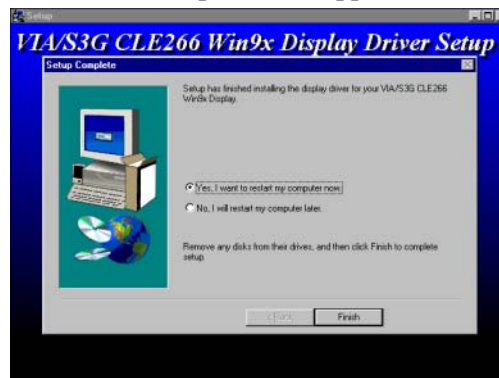 Setup
VIA/S3G CLE266 Win9x Display Driver Setup
Setup Complete
Setup has finished installing the display driver for your VIA/S3G CLE266
Win9x Display.
Yes, I want to restart my computer now.
No, I will restart my computer later.
Remove any disks from their drives, and then click Finish to complete
setup.
< Back
Finish